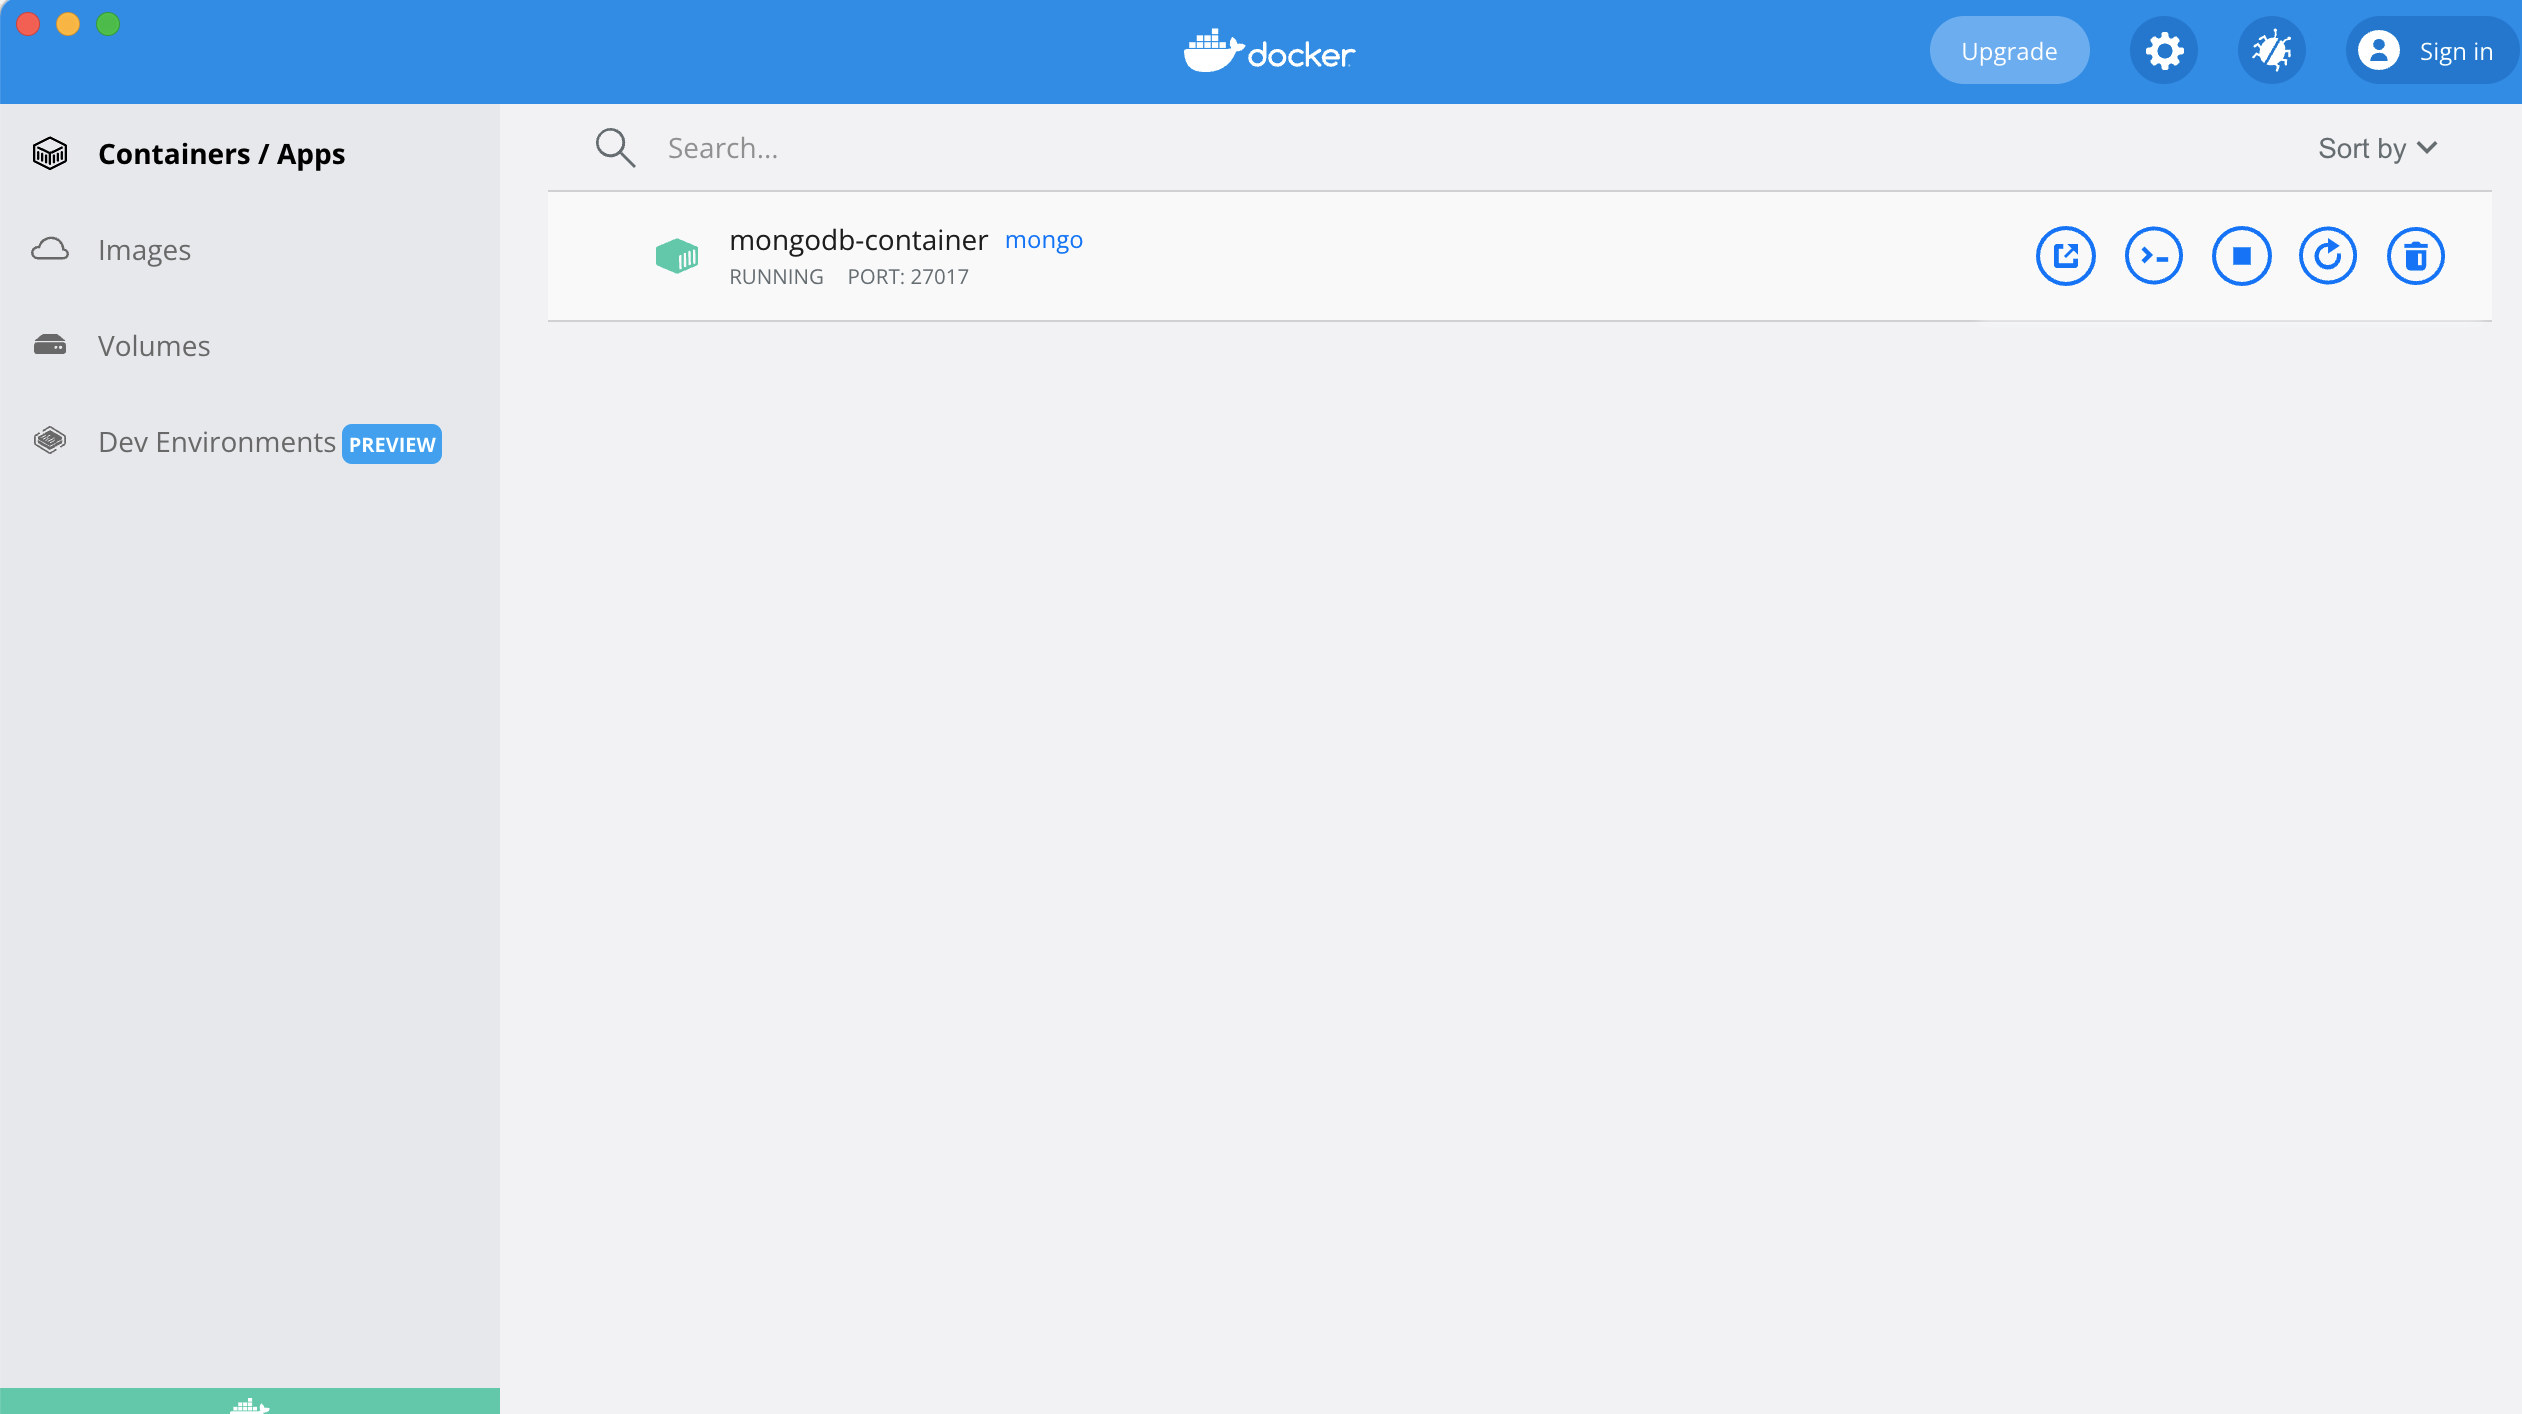 docker
Upgrade
Sign in
Containers / Apps
Images
Volumes
Dev Environments PREVIEW
Search...
Sort by
mongodb-container mongo
RUNNING PORT: 27017